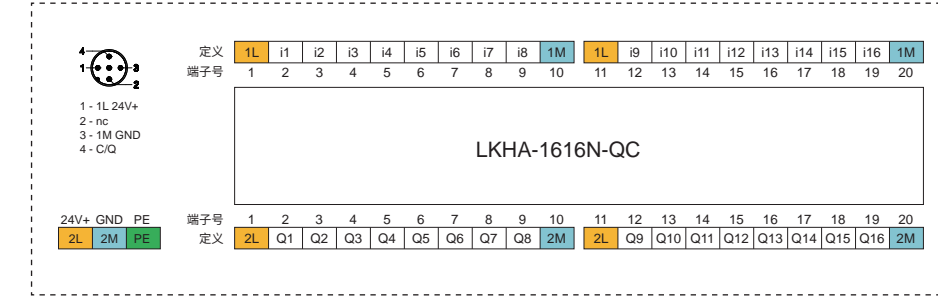 4
1 3
2
1 - 1L 24V+
2 - nc
3 - 1M GND
4 - C/Q
定义 1L i1 i2 i3 i4 i5 i6 i7 i8 1M 1L i9 i10 i11 i12 i13 i14 i15 i16 1M
端子号 1 2 3 4 5 6 7 8 9 10 11 12 13 14 15 16 17 18 19 20
LKHA-1616N-QC
24V+ GND PE 端子号 1 2 3 4 5 6 7 8 9 10 11 12 13 14 15 16 17 18 19 20
2L 2M PE 定义 2L Q1 Q2 Q3 Q4 Q5 Q6 Q7 Q8 2M 2L Q9 Q10 Q11 Q12 Q13 Q14 Q15 Q16 2M